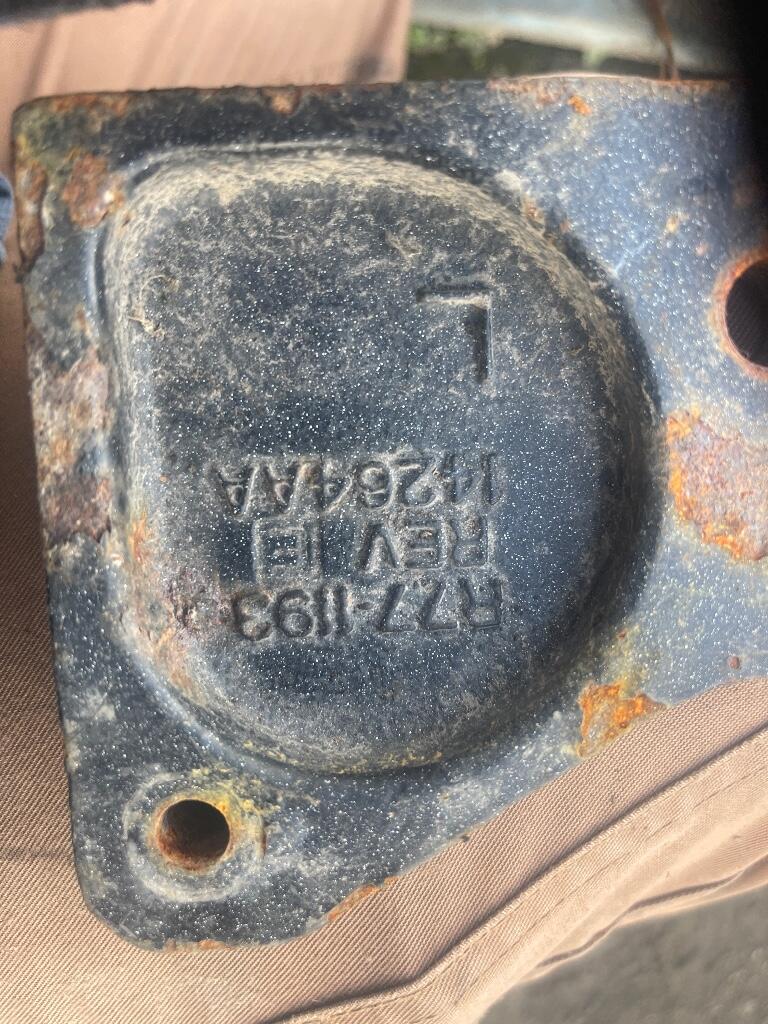 R77-1193-
REV E
14264AA
L